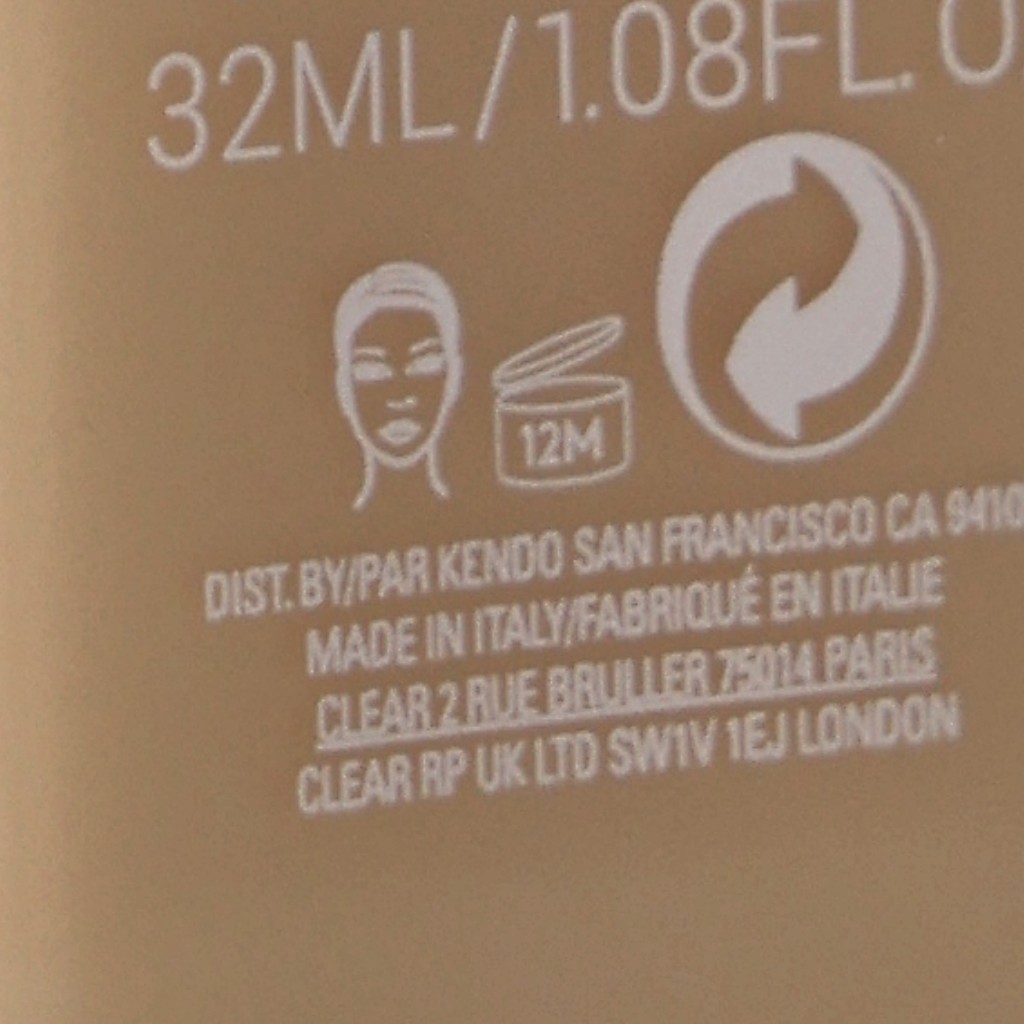 32ML/1.08FL. O
12M
DIST. BY/PAR KENDO SAN FRANCISCO CA 9410
MADE IN ITALY/FABRIQUÉ EN ITALIE
CLEAR 2 RUE BRULLER 75014 PARIS
CLEAR RP UK LTD SW1V 1EJ LONDON